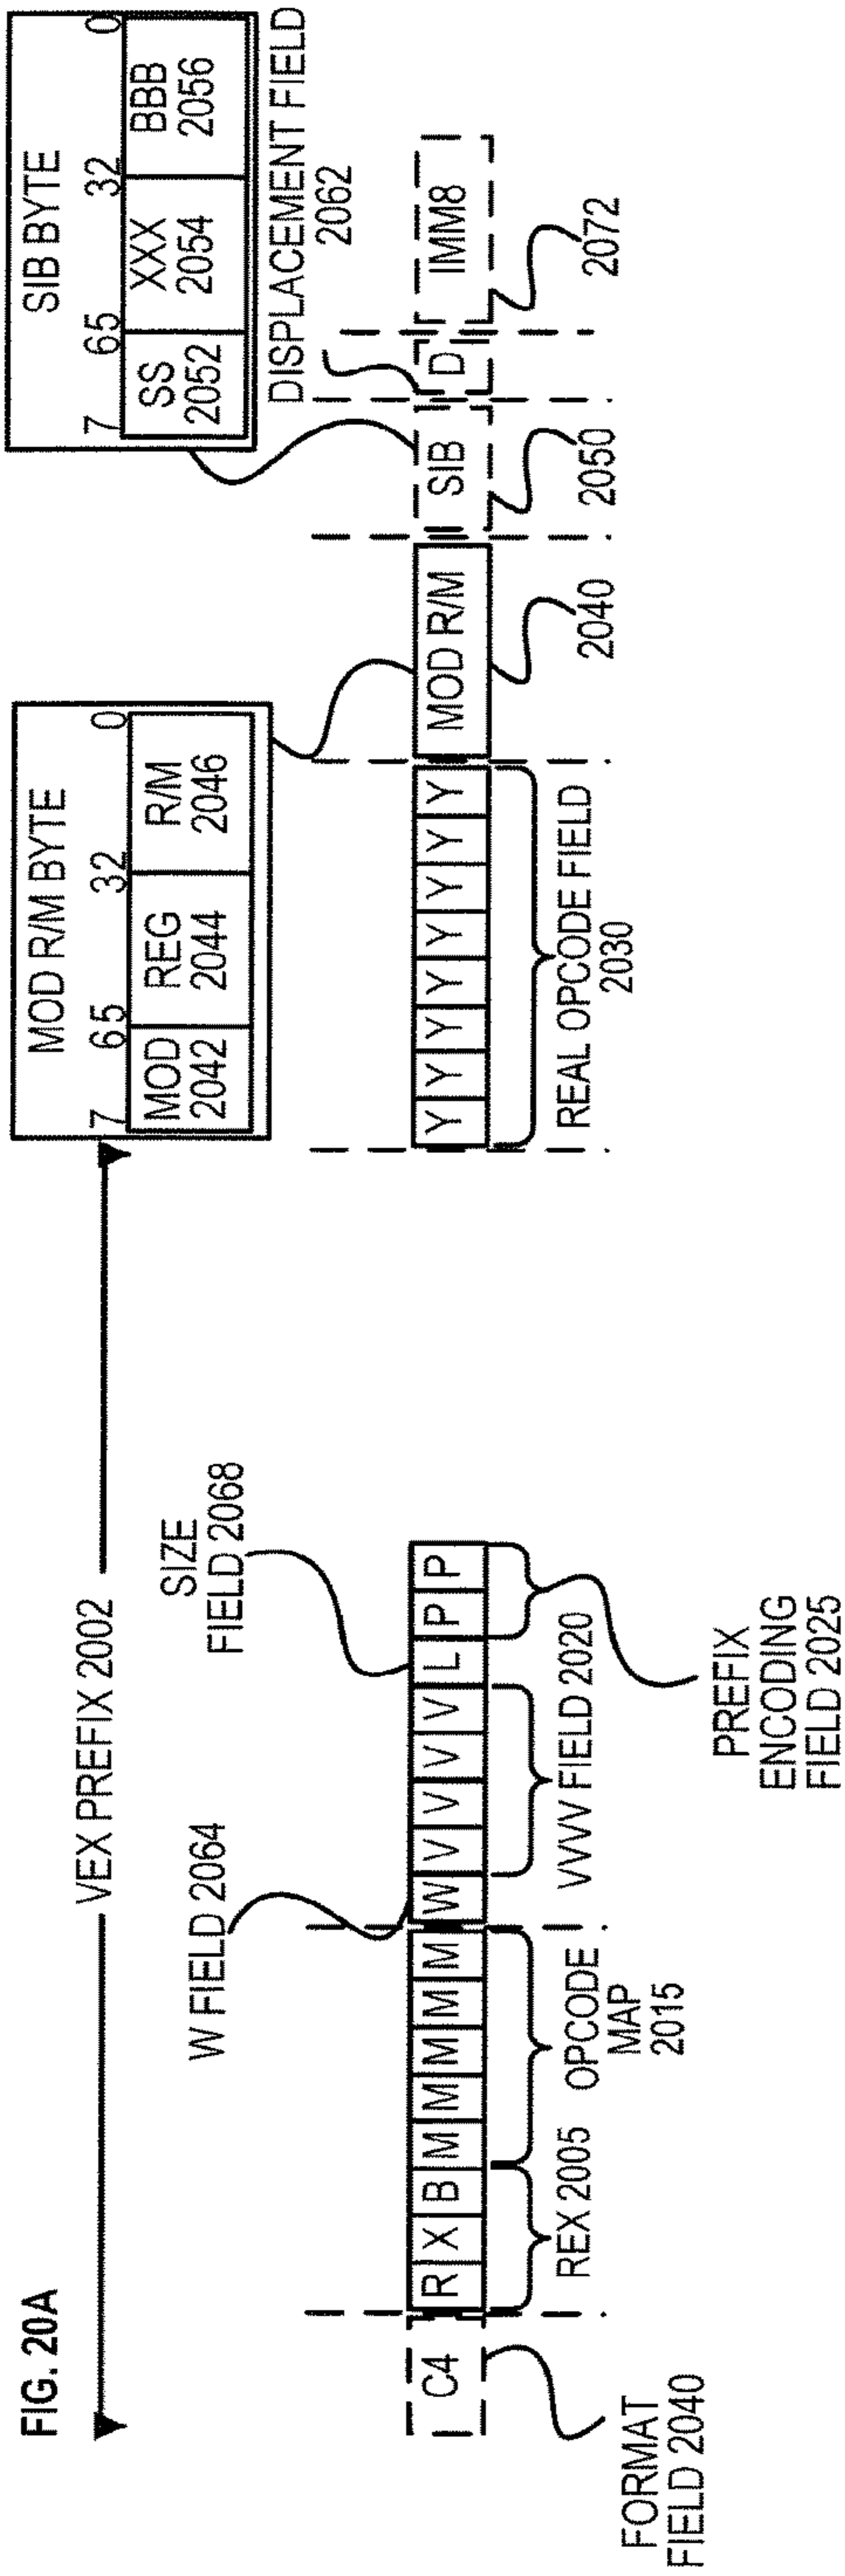 FIG. 20A
VEX PREFIX 2002
MOD R/M BYTE
7 65 32 0
MOD REG R/M
2042 2044 2046
SIB BYTE
7 65 32 0
SS XXX BBB
2052 2054 2056
DISPLACEMENT FIELD
2062
W FIELD 2064
SIZE
FIELD 2068
C4 R X B M M M M M W V V V V L P P Y Y Y Y Y Y Y Y MOD R/M SIB D IMM8
FORMAT
FIELD 2040
REX 2005
OPCODE
MAP
2015
VVVV FIELD 2020
PREFIX
ENCODING
FIELD 2025
REAL OPCODE FIELD
2030
2040
2050
2072